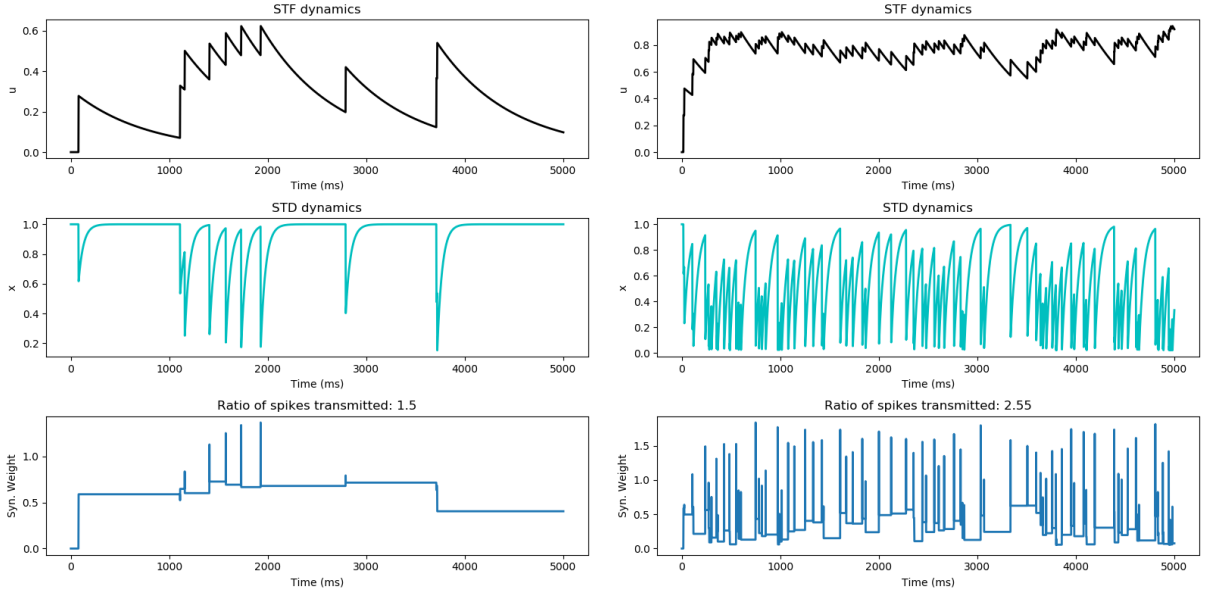 STF dynamics
u
0.6
0.4
0.2
0.0
0 1000 2000 3000 4000 5000
Time (ms)
STD dynamics
x
1.0
0.8
0.6
0.4
0.2
0 1000 2000 3000 4000 5000
Time (ms)
Ratio of spikes transmitted: 1.5
Syn. Weight
1.0
0.5
0.0
0 1000 2000 3000 4000 5000
Time (ms)
STF dynamics
u
0.8
0.6
0.4
0.2
0.0
0 1000 2000 3000 4000 5000
Time (ms)
STD dynamics
x
1.0
0.8
0.6
0.4
0.2
0.0
0 1000 2000 3000 4000 5000
Time (ms)
Ratio of spikes transmitted: 2.55
Syn. Weight
1.5
1.0
0.5
0.0
0 1000 2000 3000 4000 5000
Time (ms)